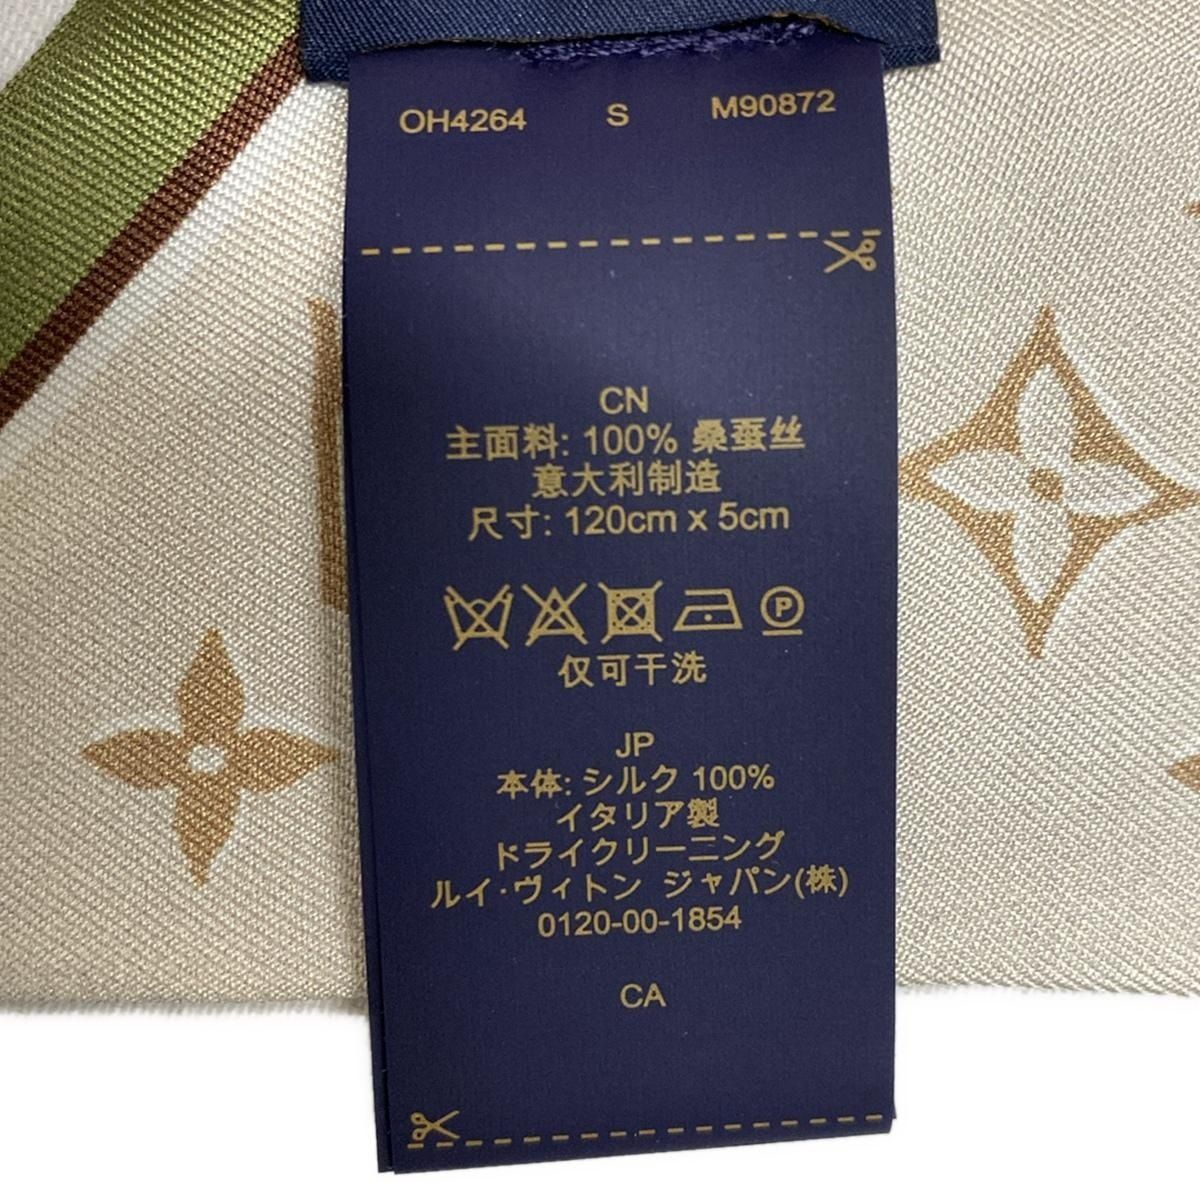 OH4264 S M90872
CN
主面料: 100% 桑蚕丝
意大利制造
尺寸: 120cm x 5cm
P
仅可干洗
JP
本体: シルク 100%
イタリア製
ドライクリーニング
ルイ·ヴィトン ジャパン(株)
0120-00-1854
CA